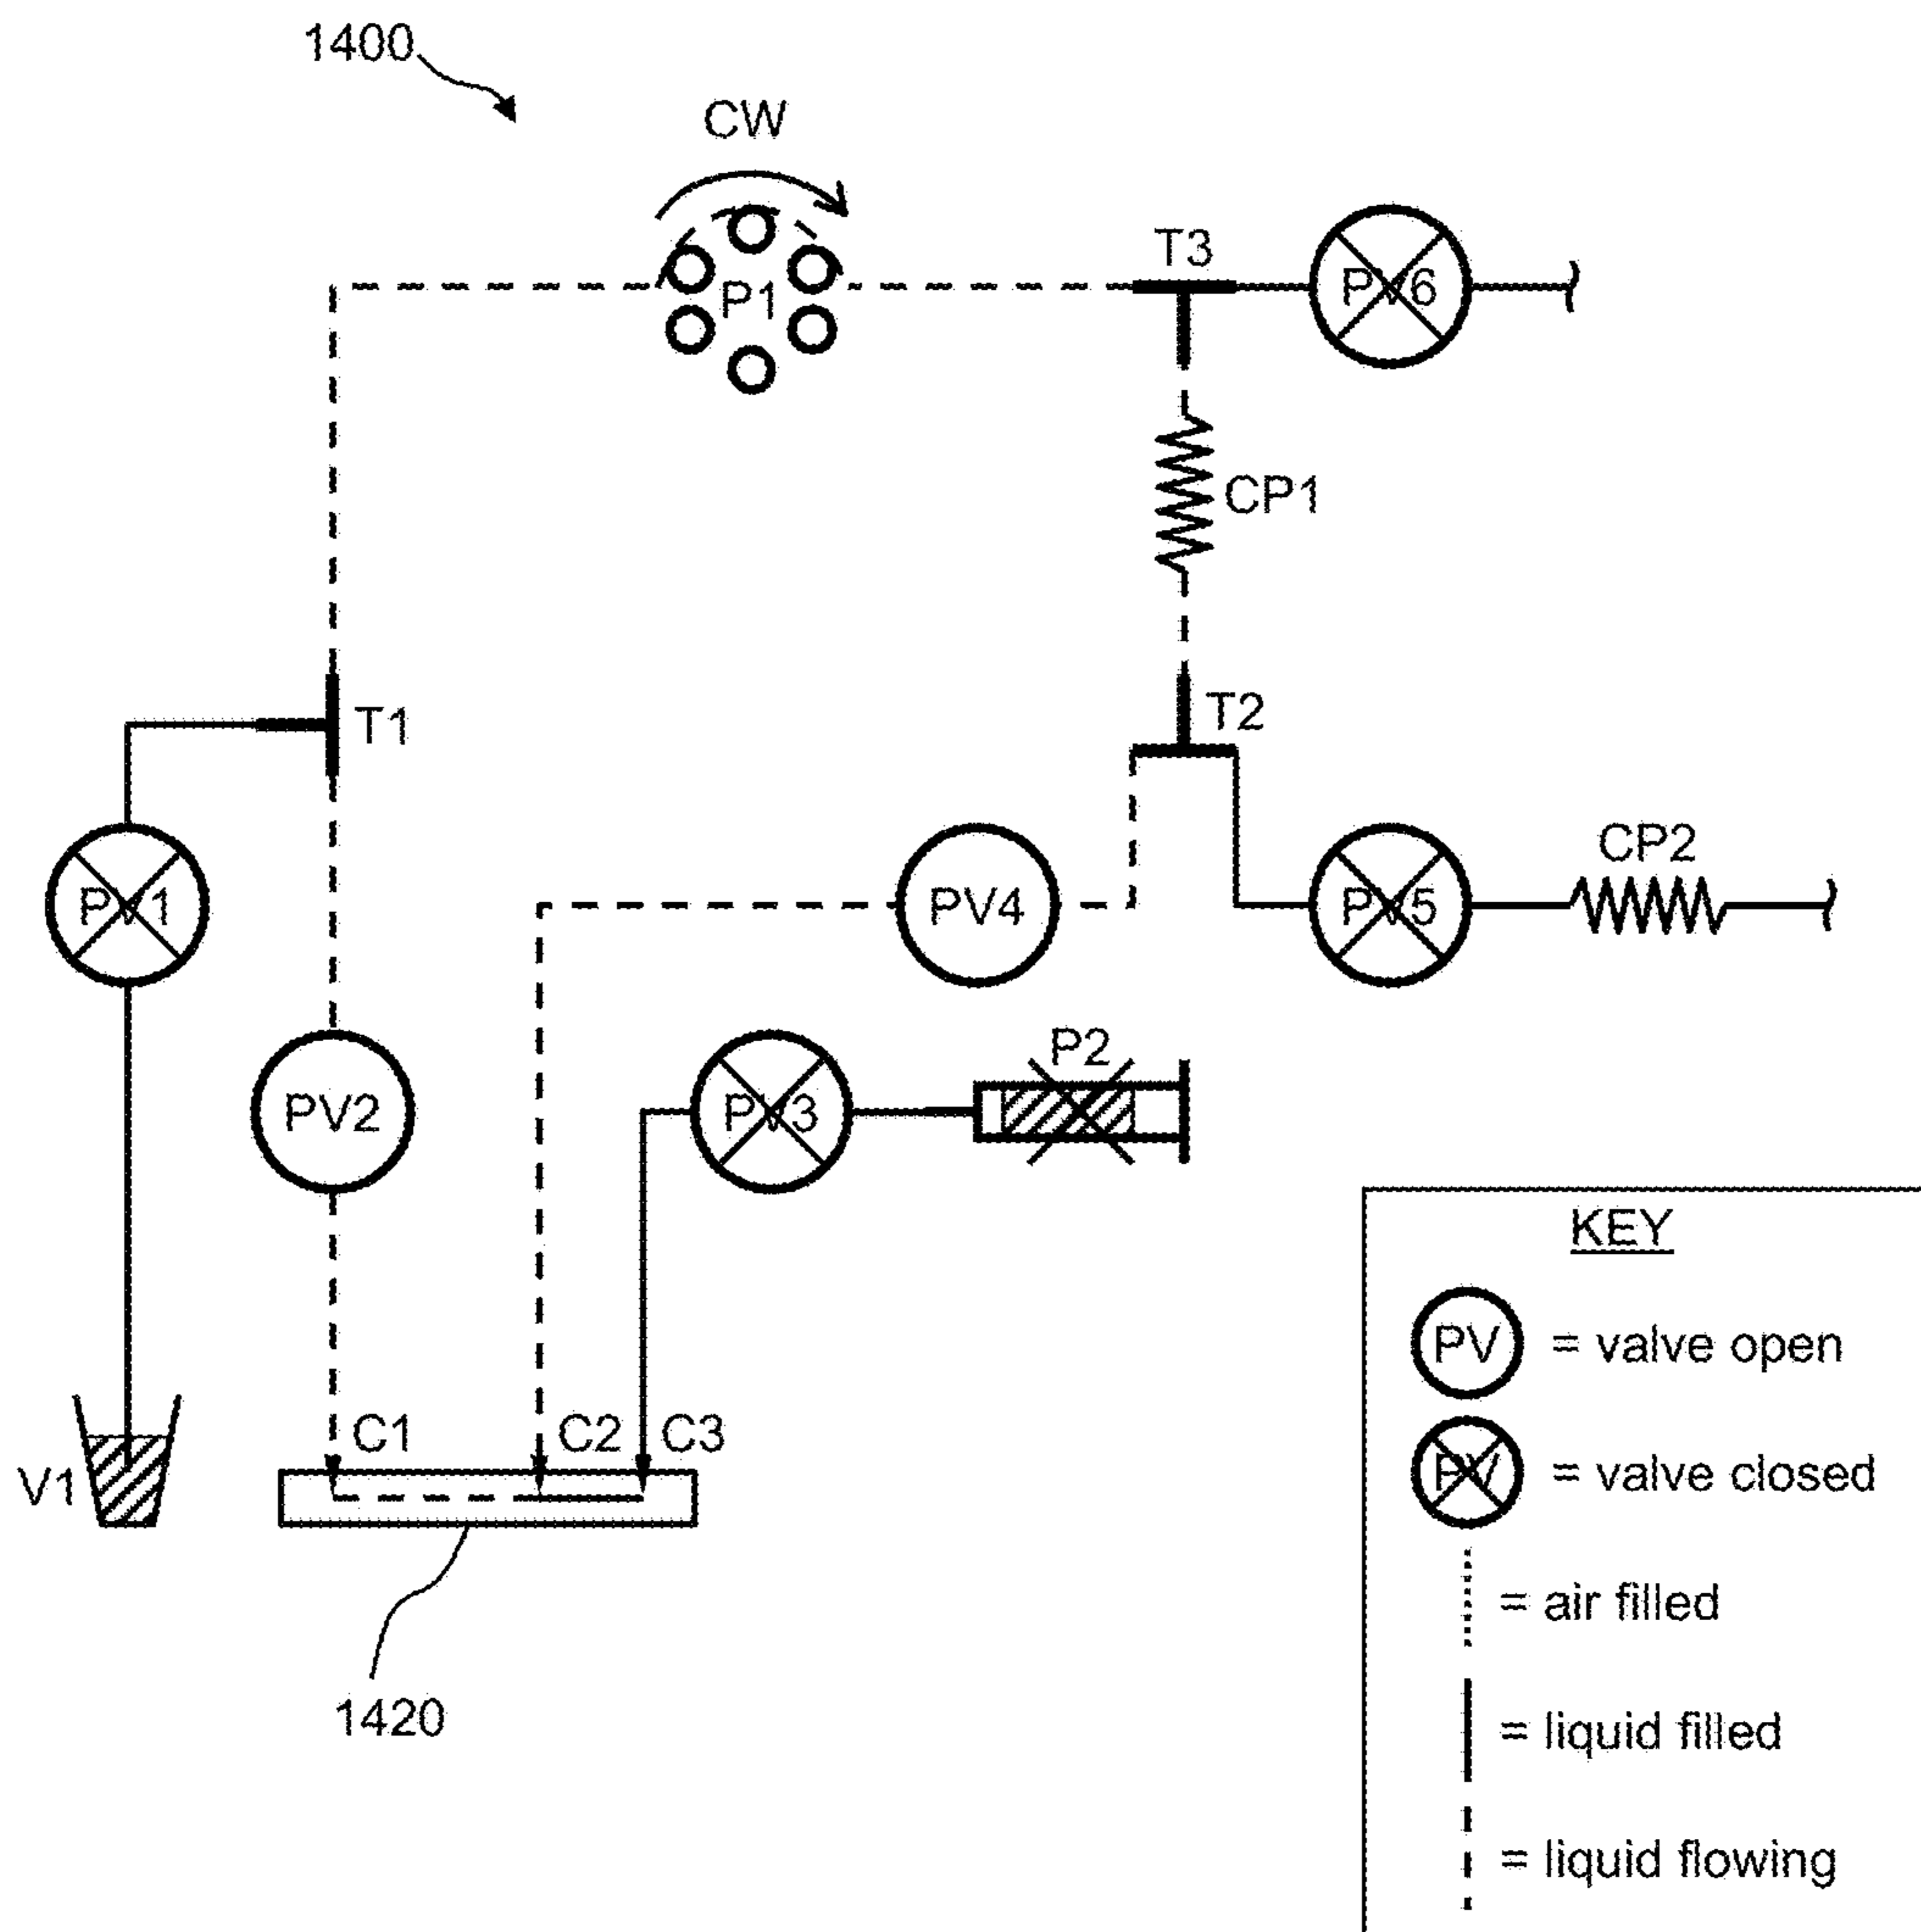 1400
CW
P1
T3
PV6
CP1
T1
T2
PV1
PV4
PV5
CP2
PV2
PV3
P2
C1
C2
C3
V1
1420
KEY
PV = valve open
PV = valve closed
= air filled
= liquid filled
= liquid flowing